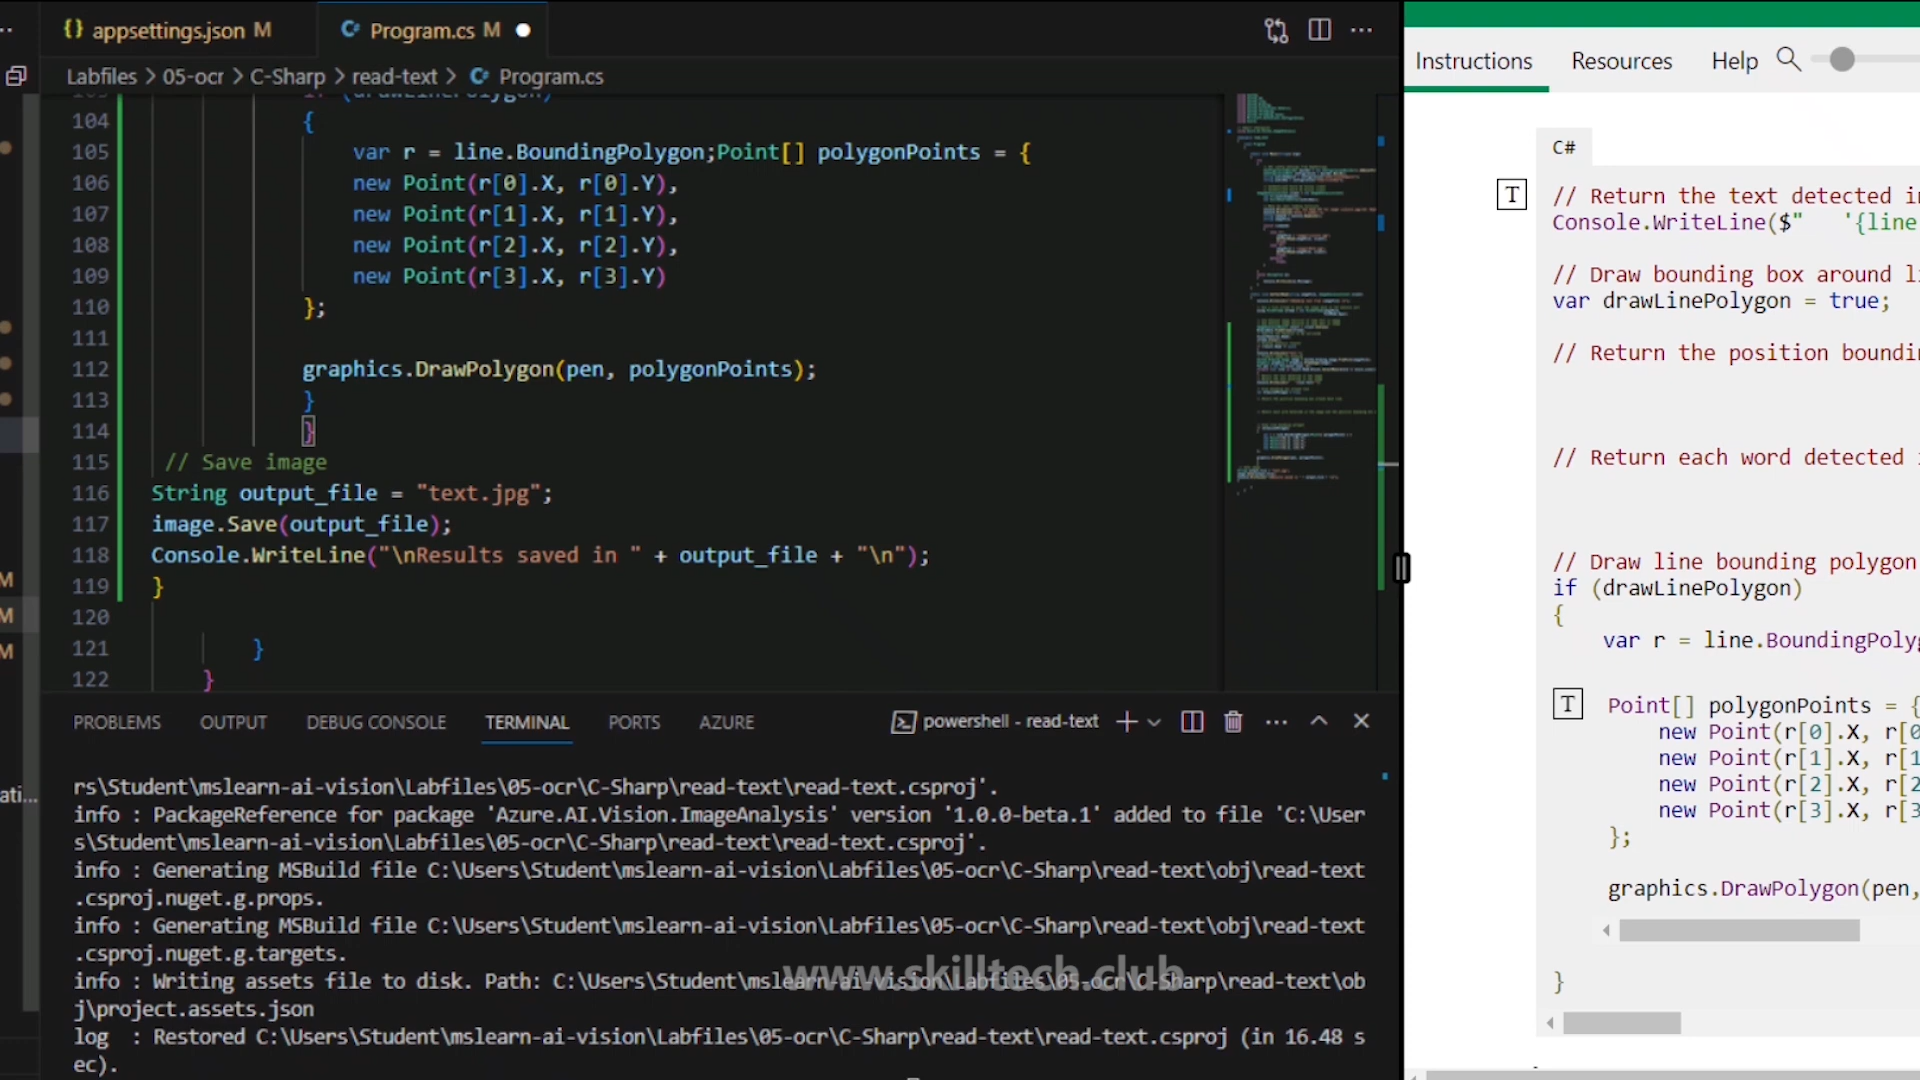 {} appsettings.json M
C# Program.cs M
Labfiles > 05-ocr > C-Sharp > read-text > C# Program.cs
104 {
105 var r = line.BoundingPolygon;Point[] polygonPoints = {
106 new Point(r[0].X, r[0].Y),
107 new Point(r[1].X, r[1].Y),
108 new Point(r[2].X, r[2].Y),
109 new Point(r[3].X, r[3].Y)
110 };
111
112 graphics.DrawPolygon(pen, polygonPoints);
113 }
114 }
115 // Save image
116 String output_file = "text.jpg";
117 image.Save(output_file);
118 Console.WriteLine("\nResults saved in " + output_file + "\n");
119 }
120
121 }
122 }
M
M
M
ati...
PROBLEMS OUTPUT DEBUG CONSOLE TERMINAL PORTS AZURE powershell - read-text
rs\Student\mslearn-ai-vision\Labfiles\05-ocr\C-Sharp\read-text\read-text.csproj'.
info : PackageReference for package 'Azure.AI.Vision.ImageAnalysis' version '1.0.0-beta.1' added to file 'C:\User
s\Student\mslearn-ai-vision\Labfiles\05-ocr\C-Sharp\read-text\read-text.csproj'.
info : Generating MSBuild file C:\Users\Student\mslearn-ai-vision\Labfiles\05-ocr\C-Sharp\read-text\obj\read-text
.csproj.nuget.g.props.
info : Generating MSBuild file C:\Users\Student\mslearn-ai-vision\Labfiles\05-ocr\C-Sharp\read-text\obj\read-text
.csproj.nuget.g.targets.
info : Writing assets file to disk. Path: C:\Users\Student\mslearn-ai-vision\Labfiles\05-ocr\C-Sharp\read-text\ob
j\project.assets.json
log : Restored C:\Users\Student\mslearn-ai-vision\Labfiles\05-ocr\C-Sharp\read-text\read-text.csproj (in 16.48 s
ec).
www.skilltech.club
Instructions Resources Help
C#
T
// Return the text detected i
Console.WriteLine($" '{line
// Draw bounding box around l
var drawLinePolygon = true;
// Return the position boundin
// Return each word detected
// Draw line bounding polygon
if (drawLinePolygon)
{
var r = line.BoundingPolyg
T
Point[] polygonPoints = {
new Point(r[0].X, r[0
new Point(r[1].X, r[1
new Point(r[2].X, r[2
new Point(r[3].X, r[3
};
graphics.DrawPolygon(pen,
}